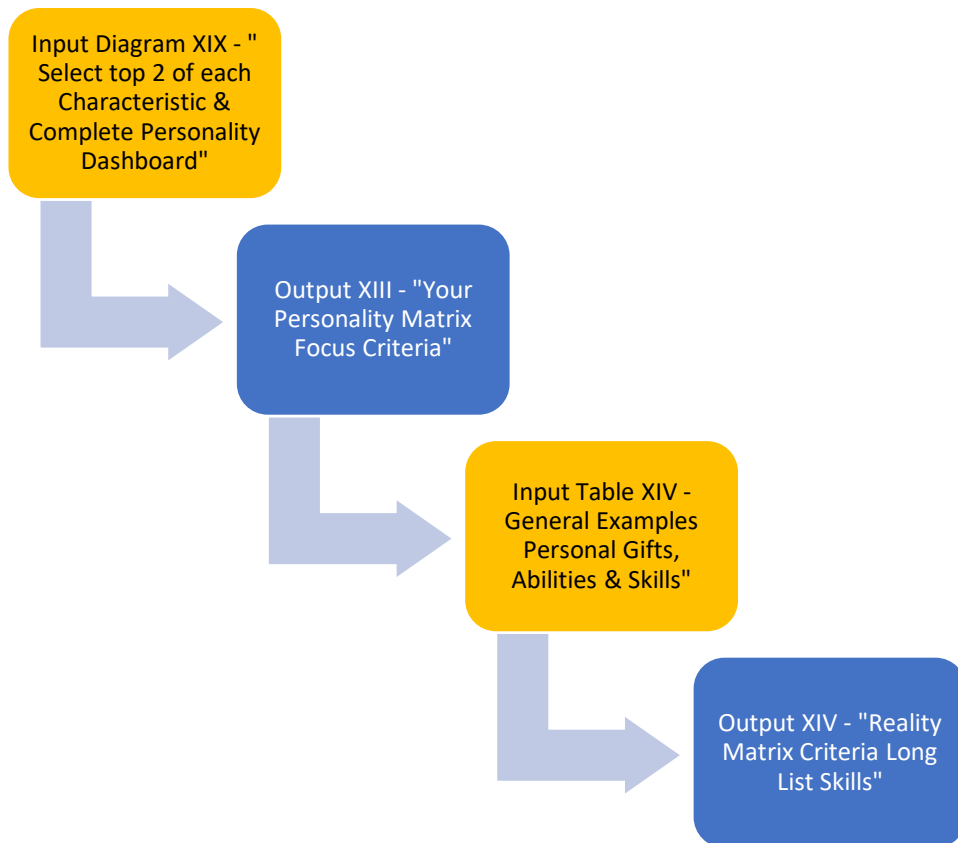 Input Diagram XIX - "
Select top 2 of each
Characteristic &
Complete Personality
Dashboard"
Output XIII - "Your
Personality Matrix
Focus Criteria"
Input Table XIV -
General Examples
Personal Gifts,
Abilities & Skills"
Output XIV - "Reality
Matrix Criteria Long
List Skills"